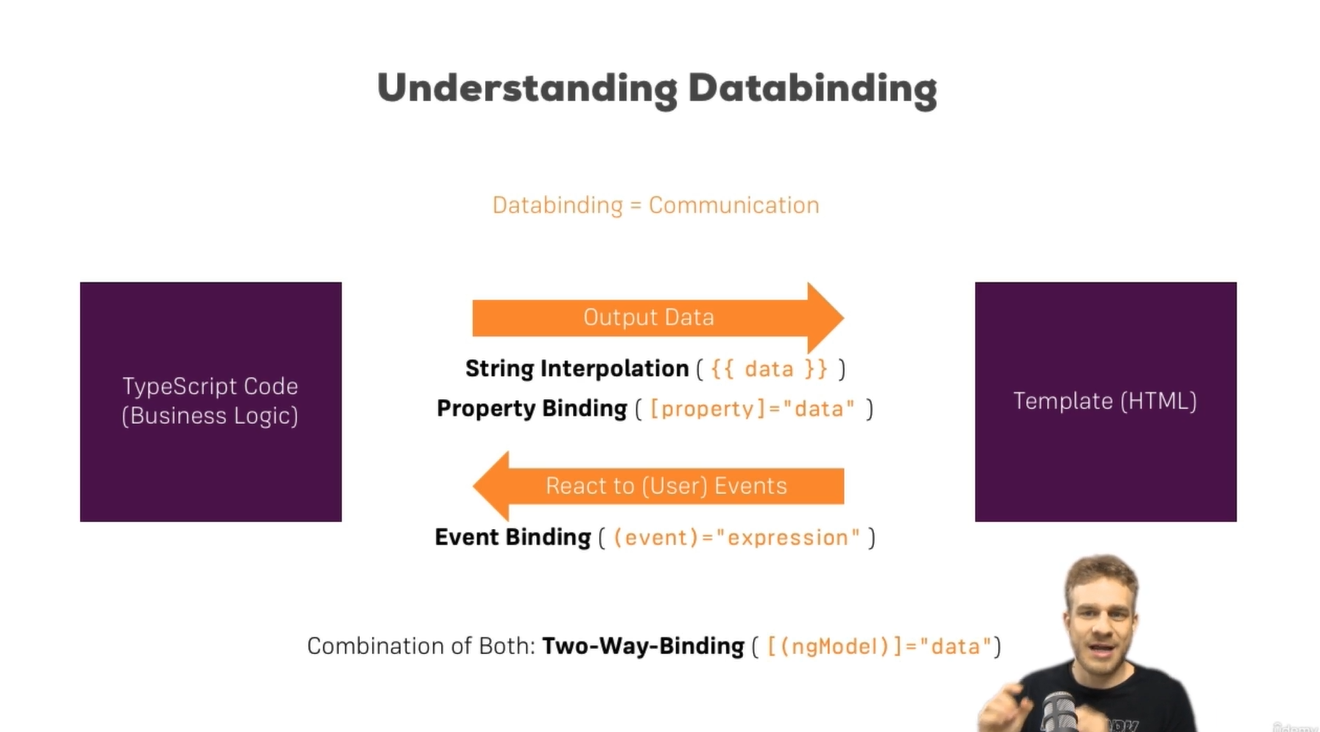 Understanding Databinding
Databinding = Communication
TypeScript Code
(Business Logic)
Output Data
String Interpolation ( {{ data }} )
Property Binding ( [property]="data" )
React to (User) Events
Event Binding ( (event)="expression" )
Template (HTML)
Combination of Both: Two-Way-Binding ( [(ngModel)]="data")